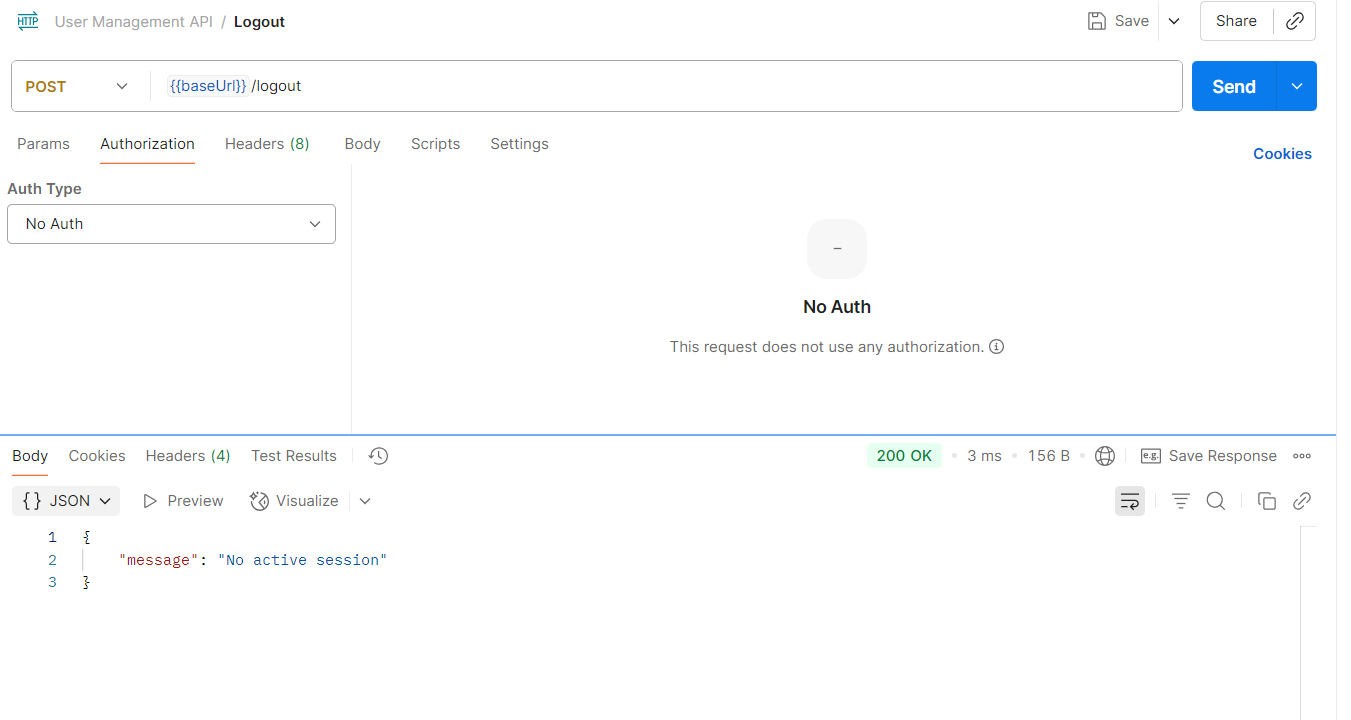 HTTP User Management API / Logout Save Share
POST {{baseUrl}}/logout Send
Params Authorization Headers (8) Body Scripts Settings Cookies
Auth Type
No Auth
–
No Auth
This request does not use any authorization.
Body Cookies Headers (4) Test Results 200 OK • 3 ms • 156 B • e.g. Save Response
{} JSON Preview Visualize
1 {
2 "message": "No active session"
3 }